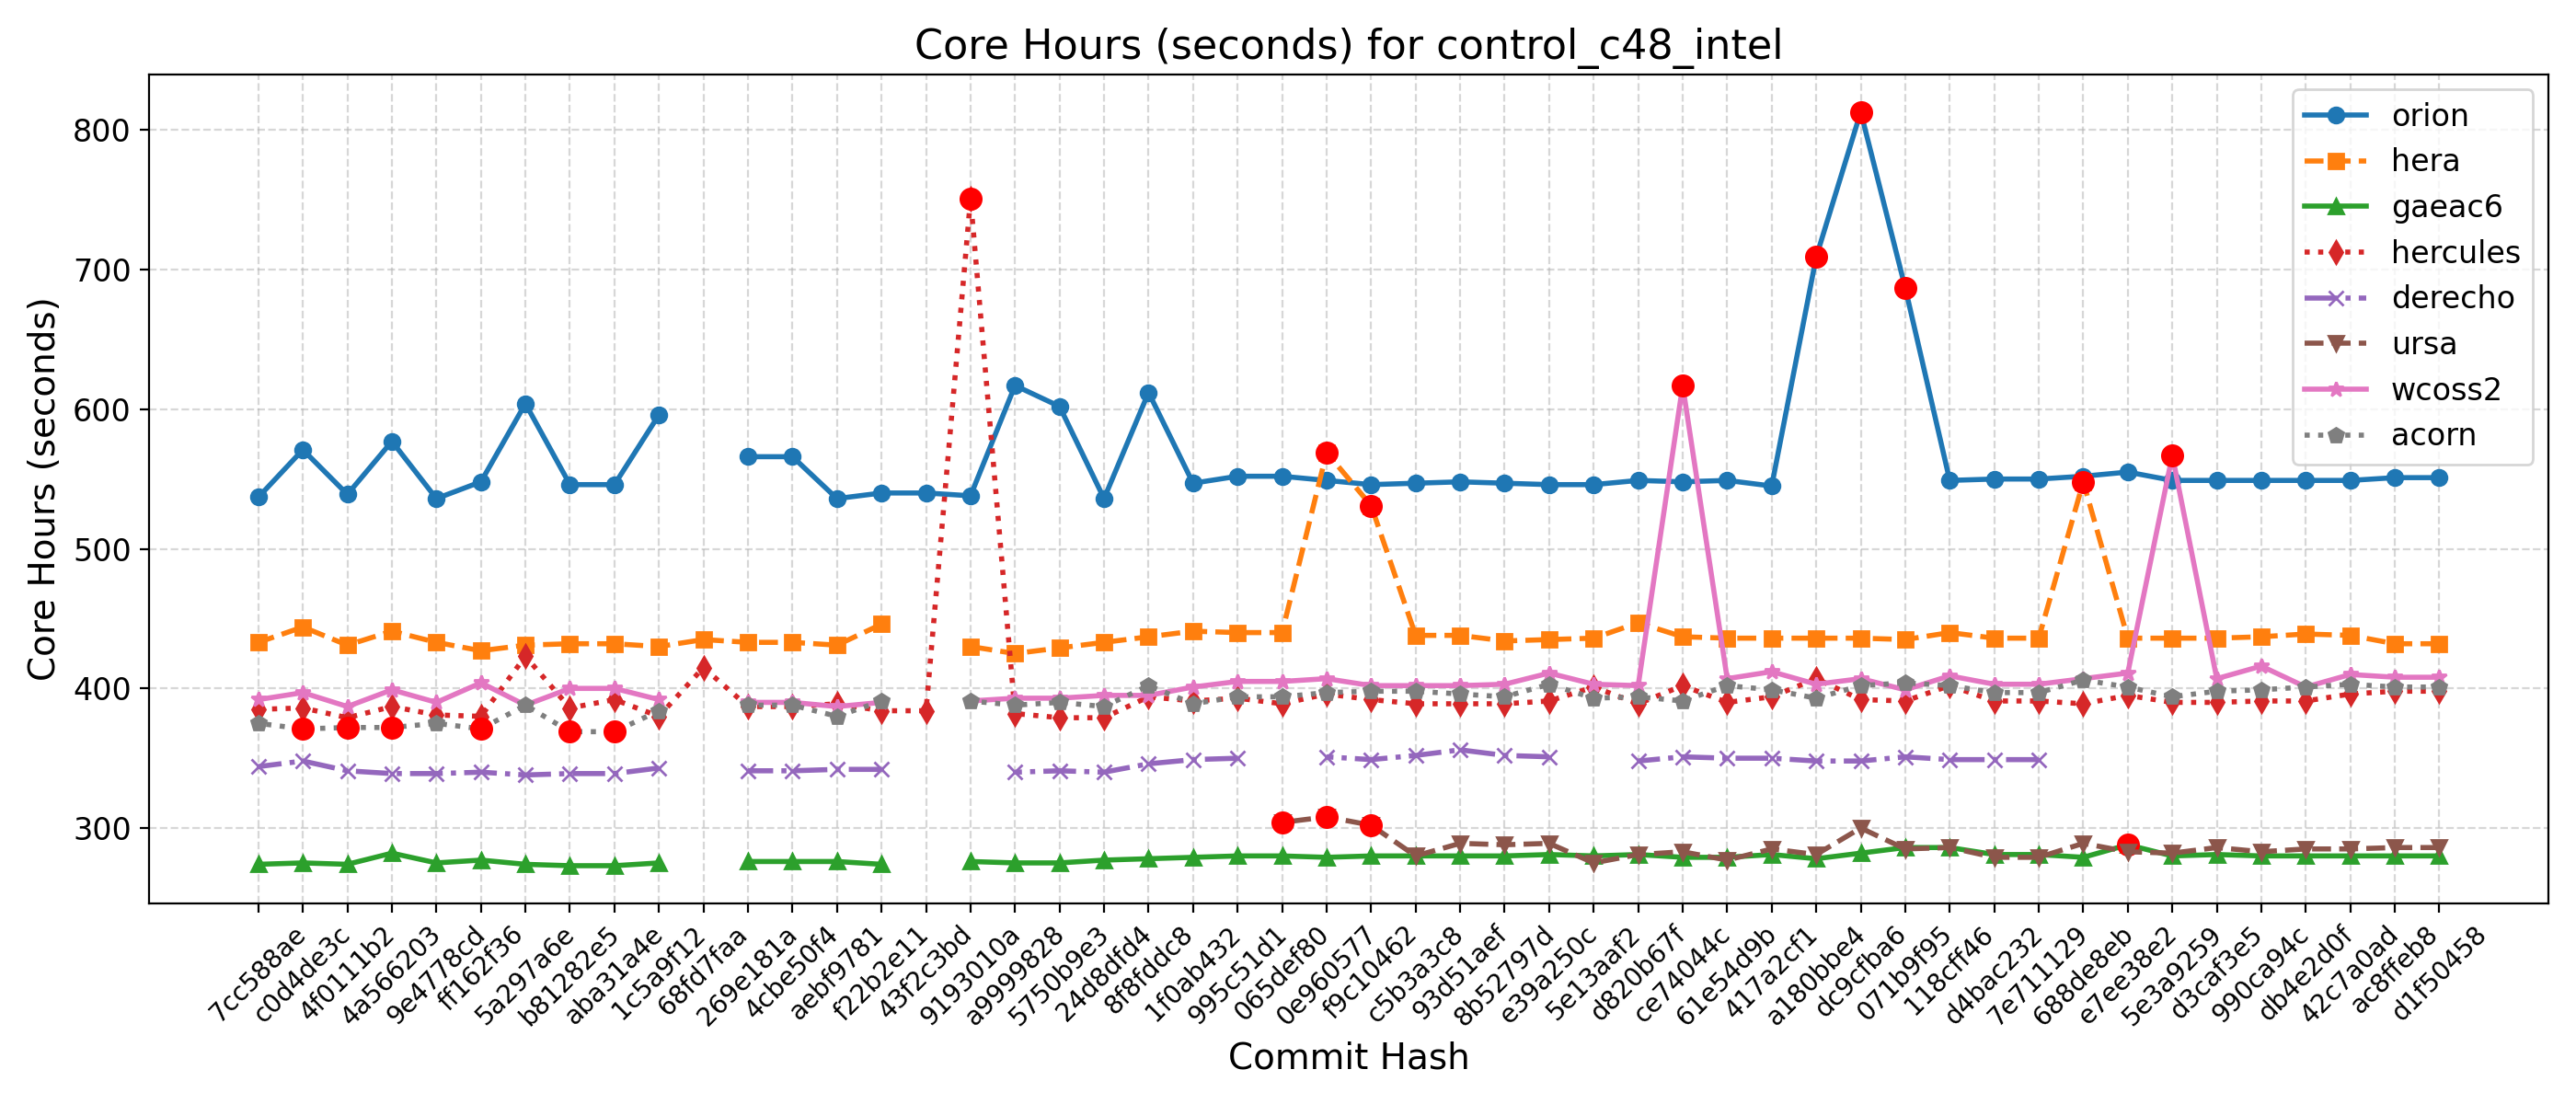 Core Hours (seconds) for control_c48_intel
Core Hours (seconds)
800
700
600
500
400
300
orion
hera
gaeac6
hercules
derecho
ursa
wcoss2
acorn
7cc588ae
c0d4de3c
4f0111b2
4a566203
9e4778cd
ff162f36
5a297a6e
b81282e5
aba31a4e
1c5a9f12
68fd7faa
269e181a
4cbe50f4
aebf9781
f22b2e11
43f2c3bd
9193010a
a9999828
5750b9e3
24d8dfd4
8f8fddc8
1f0ab432
995c51d1
065def80
0e960577
f9c10462
c5b3a3c8
93d51aef
8b52797d
e39a250c
5e13aaf2
d820b67f
ce74044c
61e54d9b
417a2cf1
a180bbe4
dc9cfba6
071b9f95
118cff46
d4bac232
7e711129
688de8eb
e7ee38e2
5e3a9259
d3caf3e5
990ca94c
db4e2d0f
42c7a0ad
ac8ffeb8
d1f50458
Commit Hash